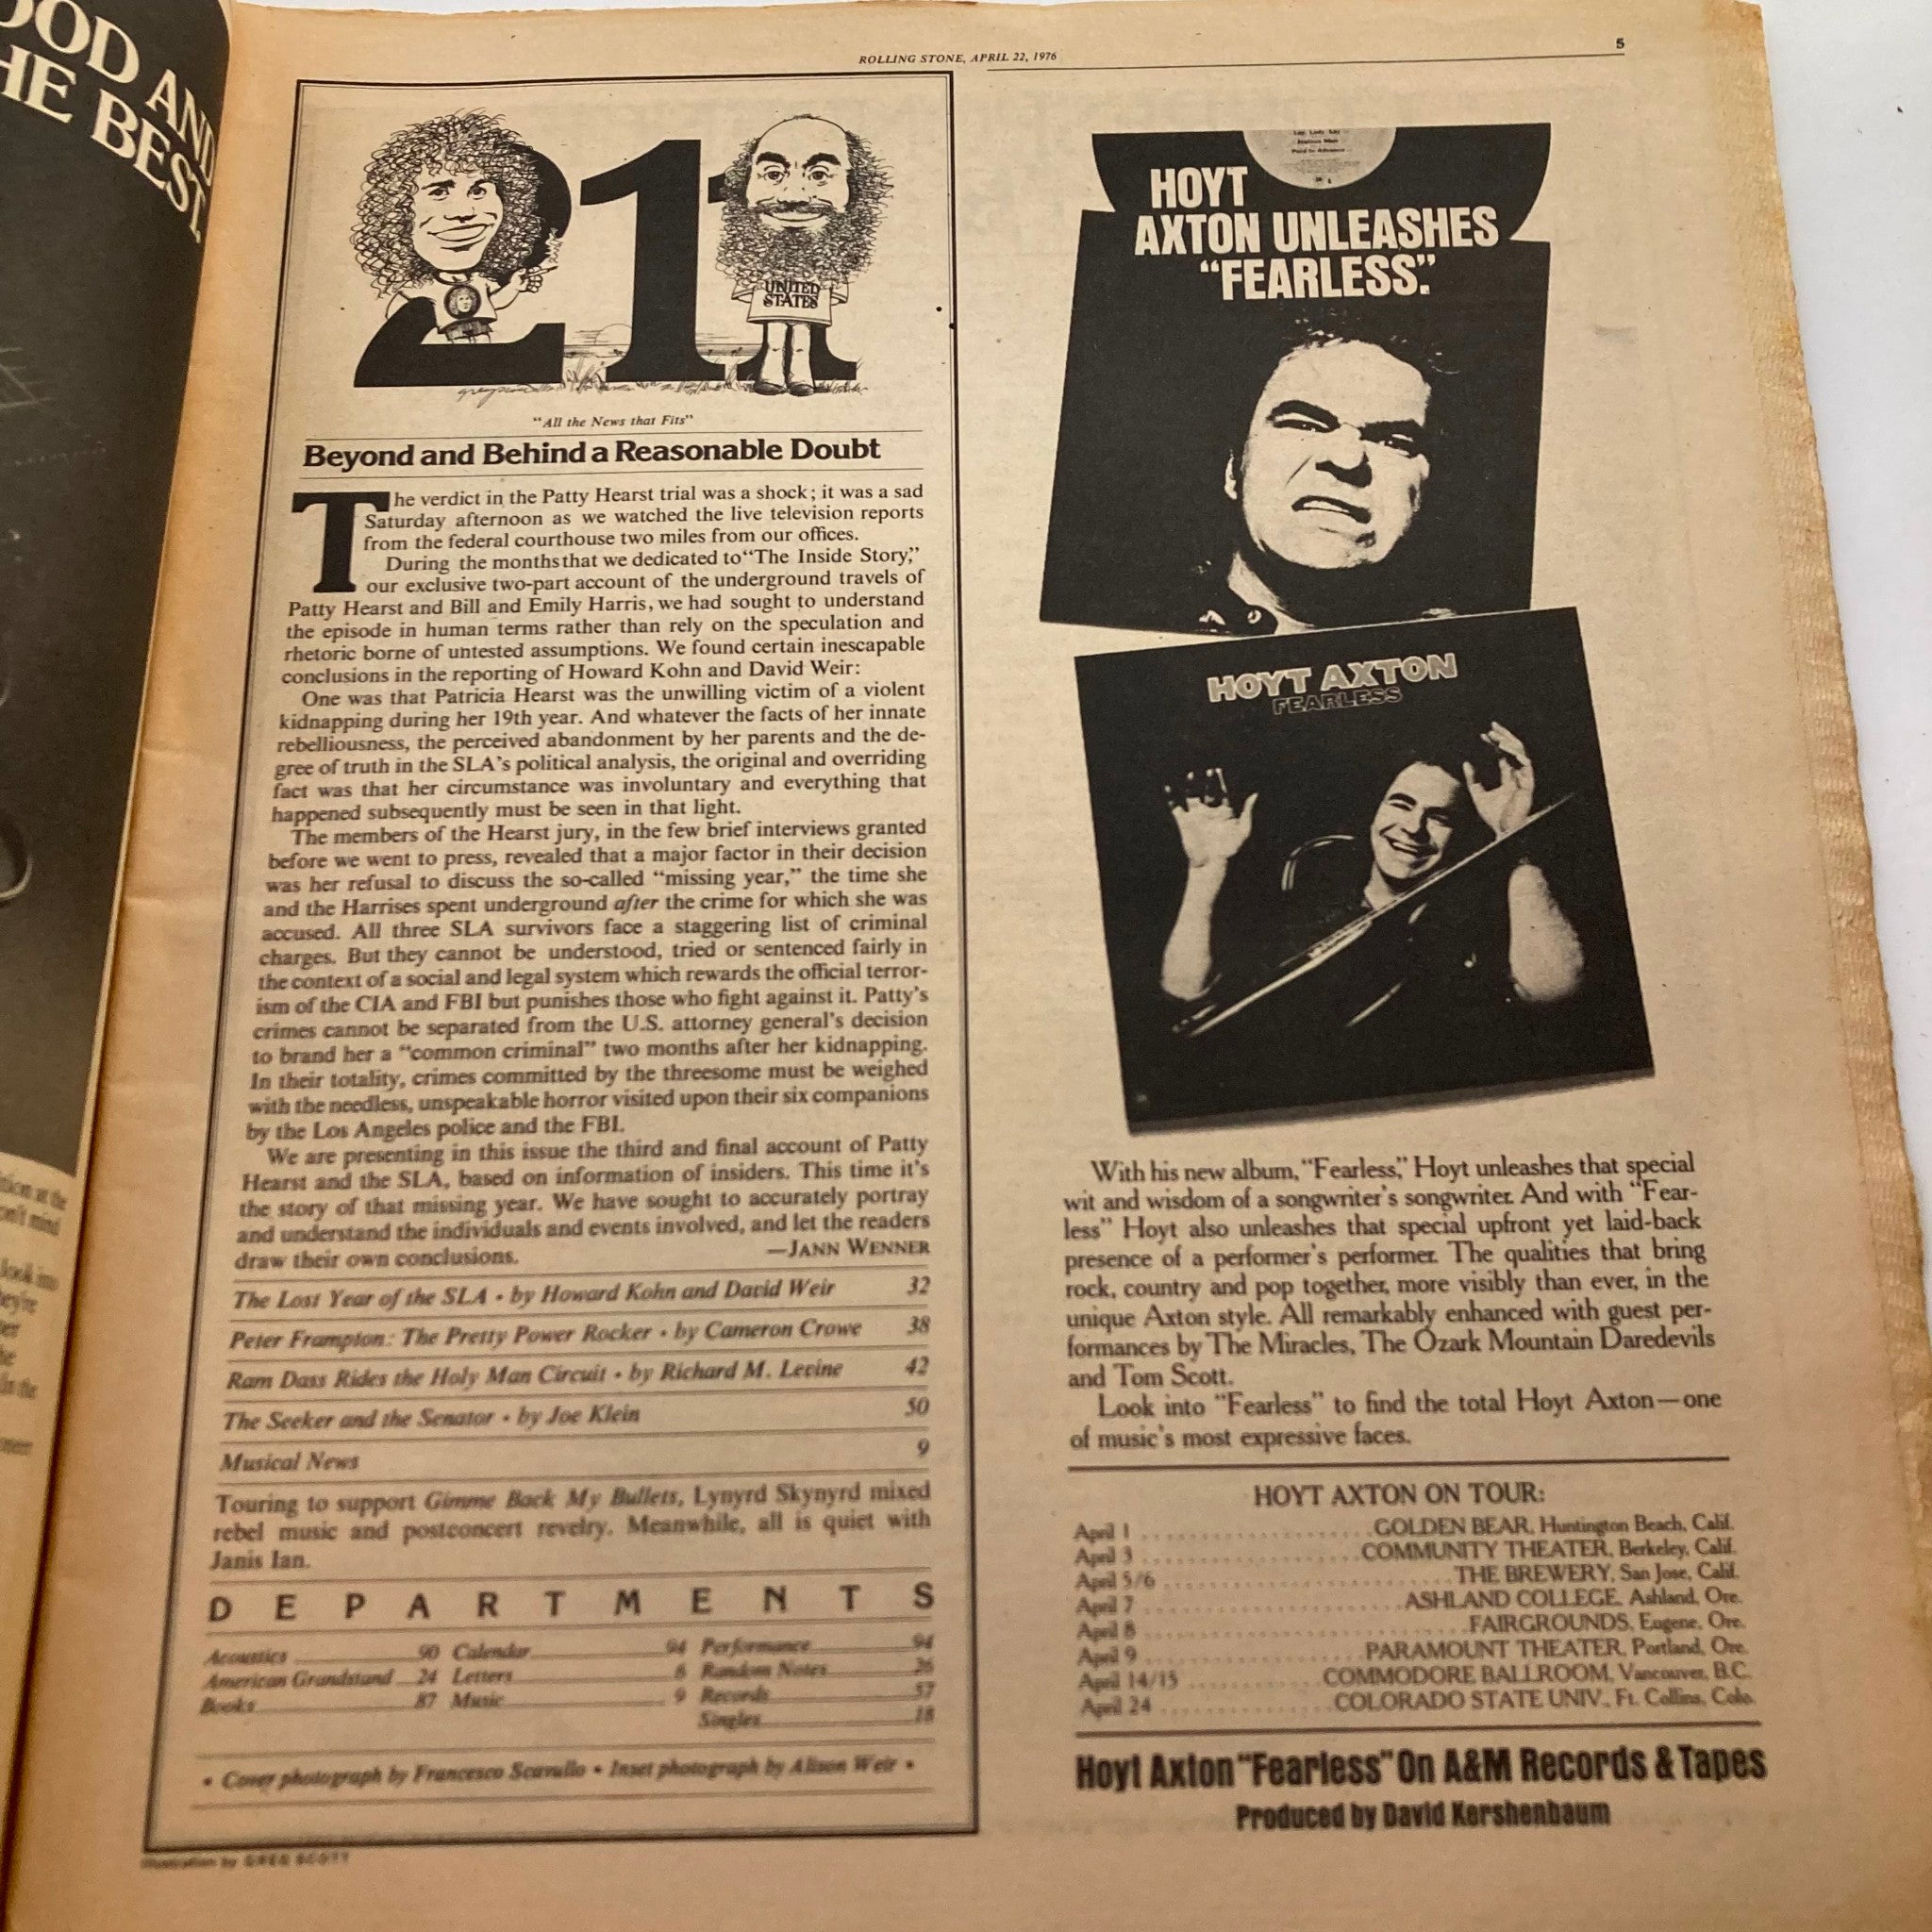 OOD AND
HE BEST.
ROLLING STONE, APRIL 22, 1976
5
211
UNITED
STATES
"All the News that Fits"
Beyond and Behind a Reasonable Doubt
The verdict in the Patty Hearst trial was a shock; it was a sad
Saturday afternoon as we watched the live television reports
from the federal courthouse two miles from our offices.
During the months that we dedicated to "The Inside Story,"
our exclusive two-part account of the underground travels of
Patty Hearst and Bill and Emily Harris, we had sought to understand
the episode in human terms rather than rely on the speculation and
rhetoric borne of untested assumptions. We found certain inescapable
conclusions in the reporting of Howard Kohn and David Weir:
One was that Patricia Hearst was the unwilling victim of a violent
kidnapping during her 19th year. And whatever the facts of her innate
rebelliousness, the perceived abandonment by her parents and the de-
gree of truth in the SLA's political analysis, the original and overriding
fact was that her circumstance was involuntary and everything that
happened subsequently must be seen in that light.
The members of the Hearst jury, in the few brief interviews granted
before we went to press, revealed that a major factor in their decision
was her refusal to discuss the so-called "missing year," the time she
and the Harrises spent underground after the crime for which she was
accused. All three SLA survivors face a staggering list of criminal
charges. But they cannot be understood, tried or sentenced fairly in
the context of a social and legal system which rewards the official terror-
ism of the CIA and FBI but punishes those who fight against it. Patty's
crimes cannot be separated from the U.S. attorney general's decision
to brand her a "common criminal" two months after her kidnapping.
In their totality, crimes committed by the threesome must be weighed
with the needless, unspeakable horror visited upon their six companions
by the Los Angeles police and the FBI.
We are presenting in this issue the third and final account of Patty
Hearst and the SLA, based on information of insiders. This time it's
the story of that missing year. We have sought to accurately portray
and understand the individuals and events involved, and let the readers
draw their own conclusions. —JANN WENNER
The Lost Year of the SLA • by Howard Kohn and David Weir 32
Peter Frampton: The Pretty Power Rocker • by Cameron Crowe 38
Ram Dass Rides the Holy Man Circuit • by Richard M. Levine 42
The Seeker and the Senator • by Joe Klein 50
Musical News 9
Touring to support Gimme Back My Bullets, Lynyrd Skynyrd mixed
rebel music and postconcert revelry. Meanwhile, all is quiet with
Janis Ian.
DEPARTMENTS
Acoustics 90 Calendar 94 Performance 94
American Grandstand 24 Letters 6 Random Notes 26
Books 87 Music 9 Records 57
Singles 18
• Cover photograph by Francesco Scavullo • Inset photograph by Alison Weir •
Illustration by GREG SCOTT
Lay, Lady, Lay
Paid in Advance
HOYT
AXTON UNLEASHES
"FEARLESS."
HOYT AXTON
FEARLESS
With his new album, "Fearless," Hoyt unleashes that special
wit and wisdom of a songwriter's songwriter. And with "Fear-
less" Hoyt also unleashes that special upfront yet laid-back
presence of a performer's performer. The qualities that bring
rock, country and pop together, more visibly than ever, in the
unique Axton style. All remarkably enhanced with guest per-
formances by The Miracles, The Ozark Mountain Daredevils
and Tom Scott.
Look into "Fearless" to find the total Hoyt Axton—one
of music's most expressive faces.
HOYT AXTON ON TOUR:
April 1 GOLDEN BEAR, Huntington Beach, Calif.
April 3 COMMUNITY THEATER, Berkeley, Calif.
April 5/6 THE BREWERY, San Jose, Calif.
April 7 ASHLAND COLLEGE, Ashland, Ore.
April 8 FAIRGROUNDS, Eugene, Ore.
April 9 PARAMOUNT THEATER, Portland, Ore.
April 14/15 COMMODORE BALLROOM, Vancouver, B.C.
April 24 COLORADO STATE UNIV., Ft. Collins, Colo.
Hoyt Axton "Fearless" On A&M Records & Tapes
Produced by David Kershenbaum